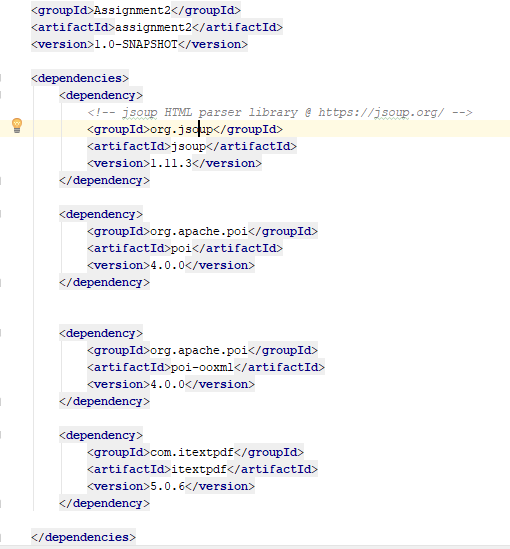 <groupId>Assignment2</groupId>
<artifactId>assignment2</artifactId>
<version>1.0-SNAPSHOT</version>
<dependencies>
<dependency>
<!-- jsoup HTML parser library @ https://jsoup.org/ -->
<groupId>org.jsoup</groupId>
<artifactId>jsoup</artifactId>
<version>1.11.3</version>
</dependency>
<dependency>
<groupId>org.apache.poi</groupId>
<artifactId>poi</artifactId>
<version>4.0.0</version>
</dependency>
<dependency>
<groupId>org.apache.poi</groupId>
<artifactId>poi-ooxml</artifactId>
<version>4.0.0</version>
</dependency>
<dependency>
<groupId>com.itextpdf</groupId>
<artifactId>itextpdf</artifactId>
<version>5.0.6</version>
</dependency>
</dependencies>